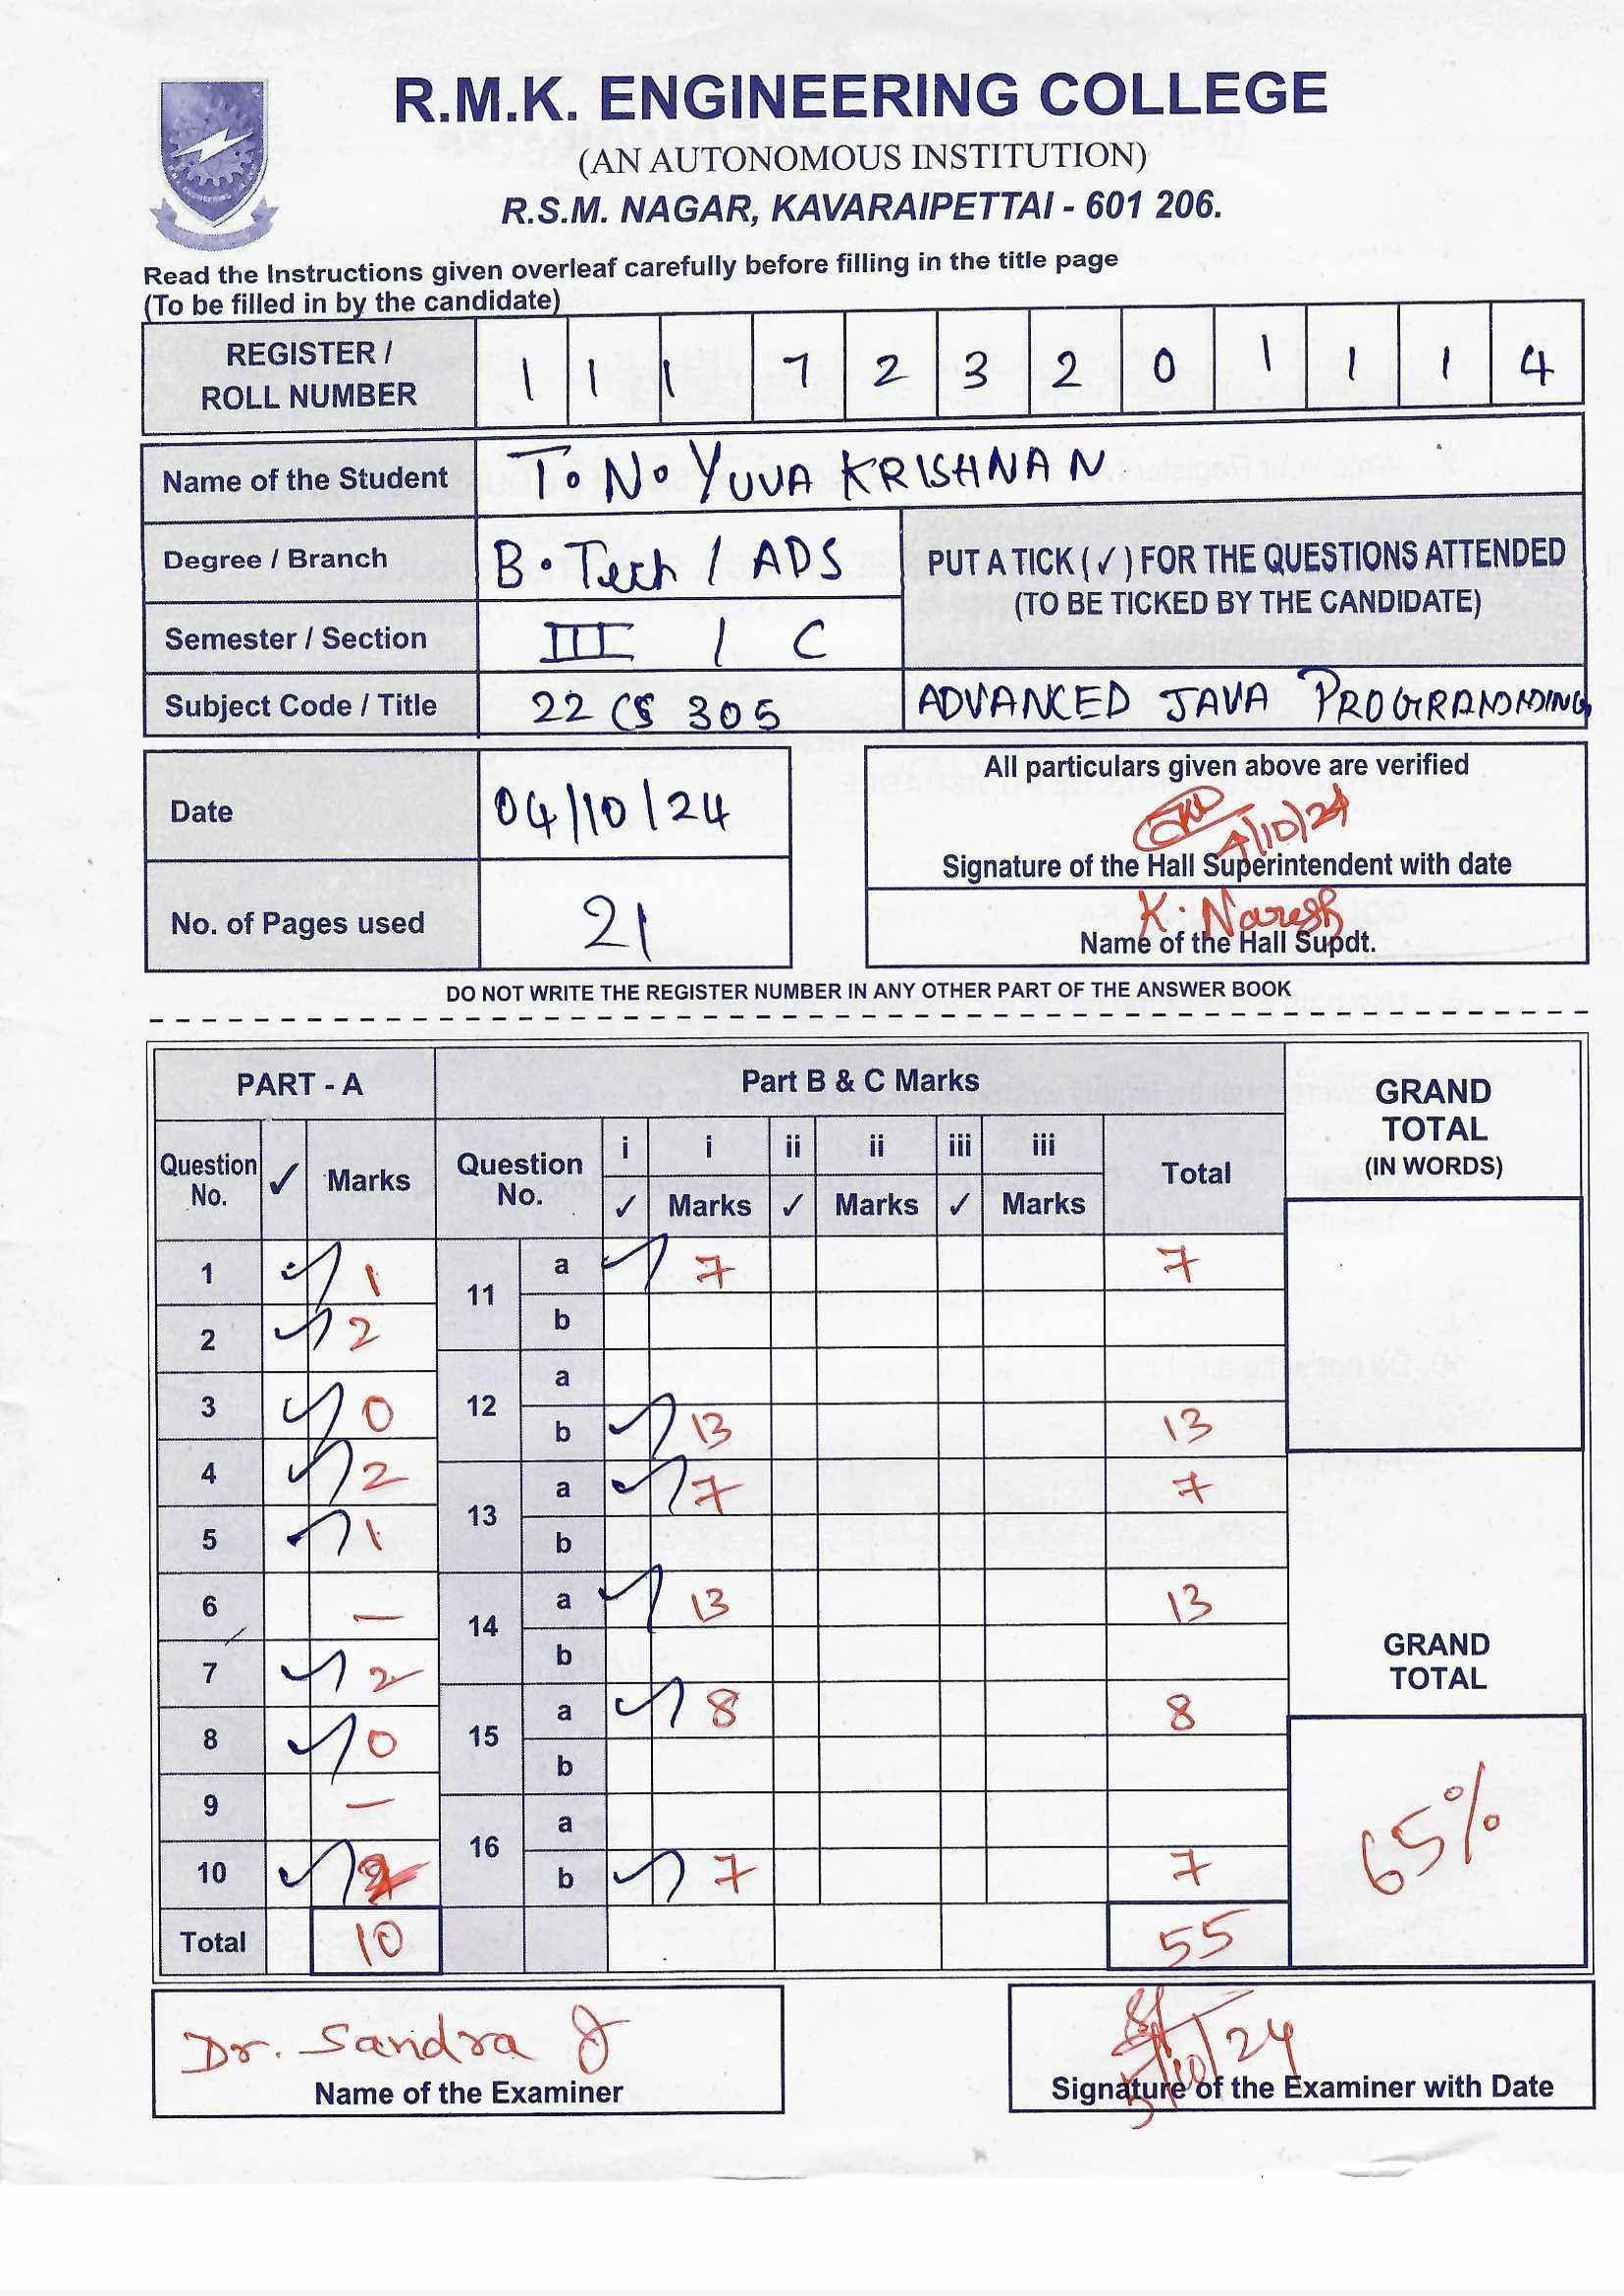 R.M.K. ENGINEERING COLLEGE
(AN AUTONOMOUS INSTITUTION)
R.S.M. NAGAR, KAVARAIPETTAI - 601 206.
Read the Instructions given overleaf carefully before filling in the title page
(To be filled in by the candidate)
REGISTER / ROLL NUMBER 1 1 1 7 2 3 2 0 1 1 1 4
Name of the Student T. N. YUVA KRISHNAN
Degree / Branch B. Tech / ADS
PUT A TICK (✓) FOR THE QUESTIONS ATTENDED
(TO BE TICKED BY THE CANDIDATE)
Semester / Section III / C
Subject Code / Title 22 CS 305 ADVANCED JAVA PROGRAMMING
Date 04/10/24
All particulars given above are verified
4/10/24
Signature of the Hall Superintendent with date
No. of Pages used 21
K. Naresh
Name of the Hall Supdt.
DO NOT WRITE THE REGISTER NUMBER IN ANY OTHER PART OF THE ANSWER BOOK
PART - A Part B & C Marks GRAND TOTAL (IN WORDS)
Question No. ✓ Marks Question No. i ✓ i Marks ii ✓ ii Marks iii ✓ iii Marks Total
1 ✓ 1 11 a ✓ 7 7
2 ✓ 2 b
3 ✓ 0 12 a
b ✓ 13 13
4 ✓ 2 13 a ✓ 7 7
5 ✓ 1 b
6 — 14 a ✓ 13 13
7 ✓ 2 b
GRAND TOTAL
8 ✓ 0 15 a ✓ 8 8
b
9 — 16 a
10 ✓ 2 b ✓ 7 7
65%
Total 10 55
Dr. Sandra J
Name of the Examiner
5/10/24
Signature of the Examiner with Date